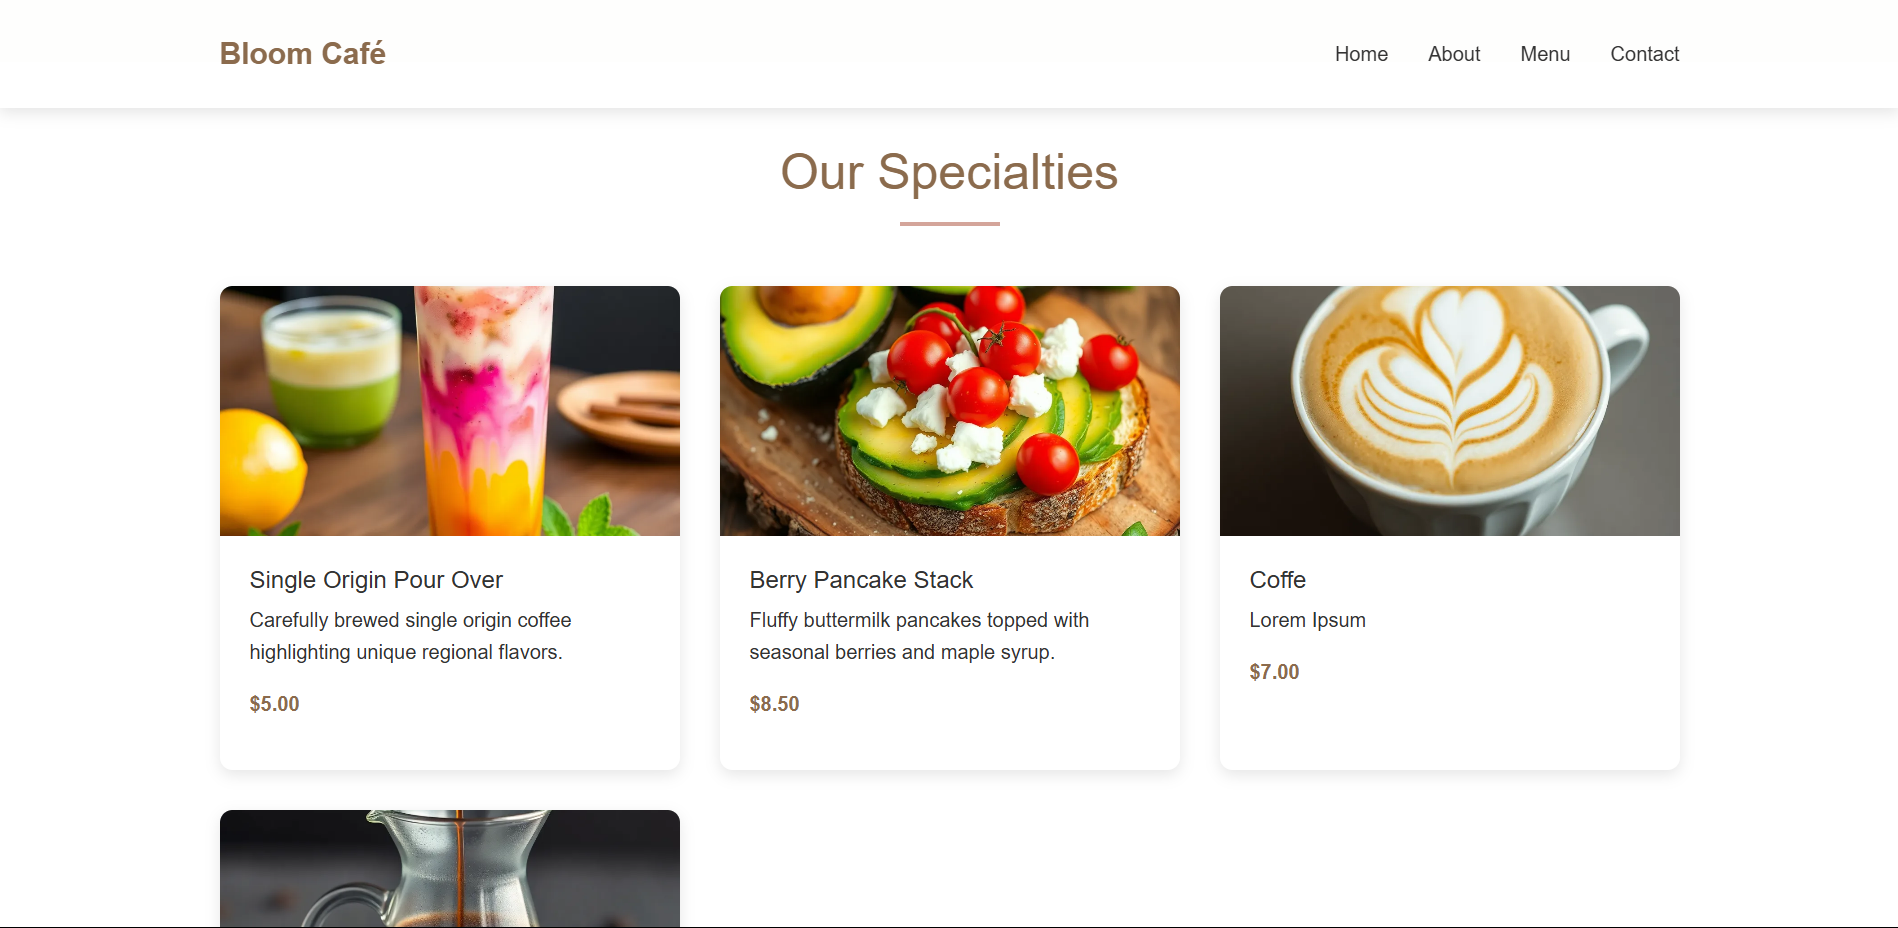 Bloom Café
Home About Menu Contact
Our Specialties
Single Origin Pour Over
Carefully brewed single origin coffee
highlighting unique regional flavors.
$5.00
Berry Pancake Stack
Fluffy buttermilk pancakes topped with
seasonal berries and maple syrup.
$8.50
Coffe
Lorem Ipsum
$7.00